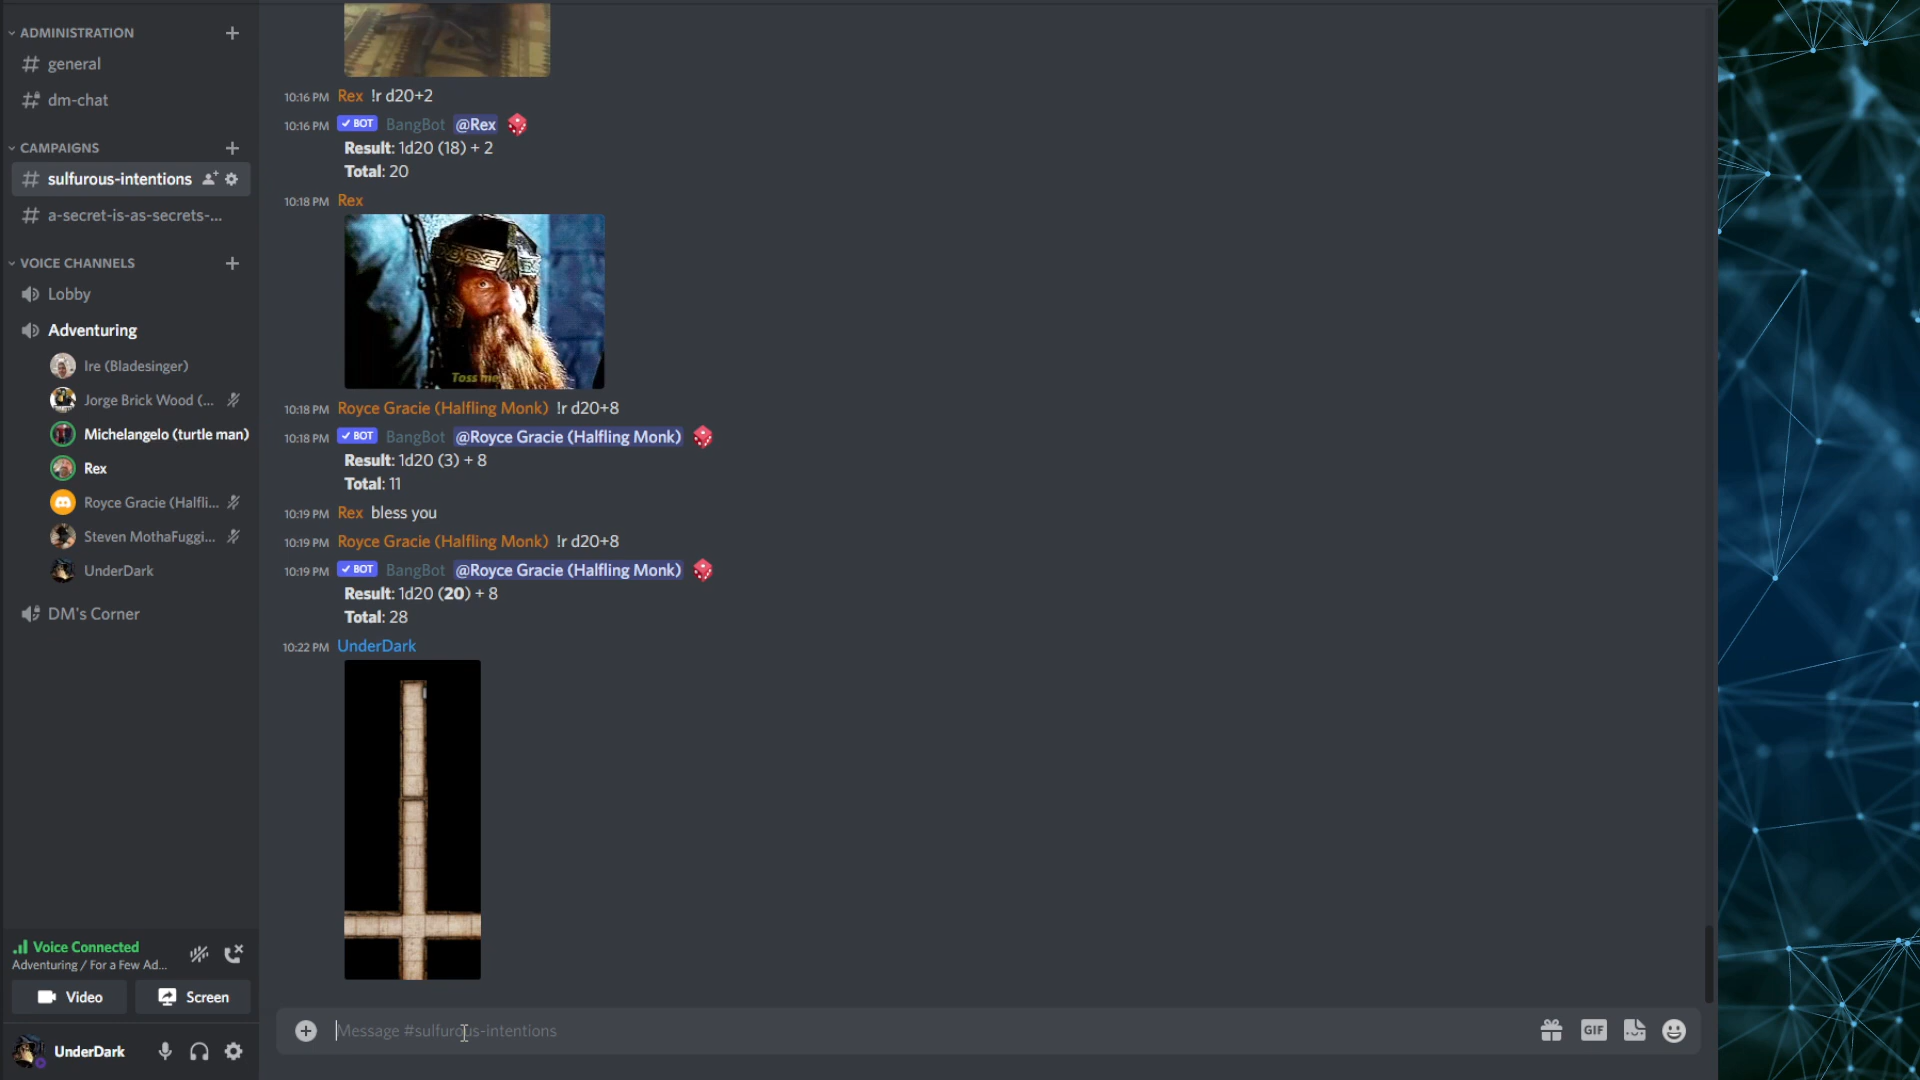 ADMINISTRATION
general
dm-chat
CAMPAIGNS
sulfurous-intentions
a-secret-is-as-secrets-...
VOICE CHANNELS
Lobby
Adventuring
Ire (Bladesinger)
Jorge Brick Wood (...
Michelangelo (turtle man)
Rex
Royce Gracie (Halfli...
Steven MothaFuggi...
UnderDark
DM's Corner
Voice Connected
Adventuring / For a Few Ad...
Video
Screen
UnderDark
10:16 PM Rex !r d20+2
10:16 PM BOT BangBot @Rex
Result: 1d20 (18) + 2
Total: 20
10:18 PM Rex
Toss me
10:18 PM Royce Gracie (Halfling Monk) !r d20+8
10:18 PM BOT BangBot @Royce Gracie (Halfling Monk)
Result: 1d20 (3) + 8
Total: 11
10:19 PM Rex bless you
10:19 PM Royce Gracie (Halfling Monk) !r d20+8
10:19 PM BOT BangBot @Royce Gracie (Halfling Monk)
Result: 1d20 (20) + 8
Total: 28
10:22 PM UnderDark
Message #sulfurous-intentions
GIF